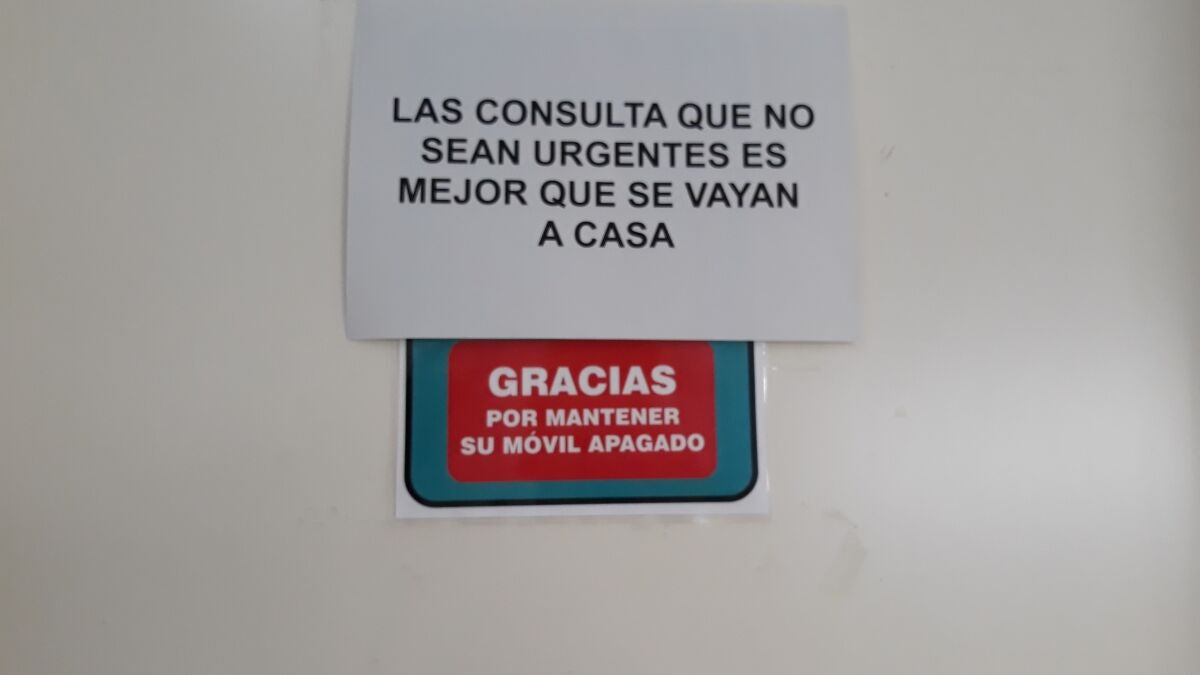 LAS CONSULTA QUE NO
SEAN URGENTES ES
MEJOR QUE SE VAYAN
A CASA
GRACIAS
POR MANTENER
SU MÓVIL APAGADO